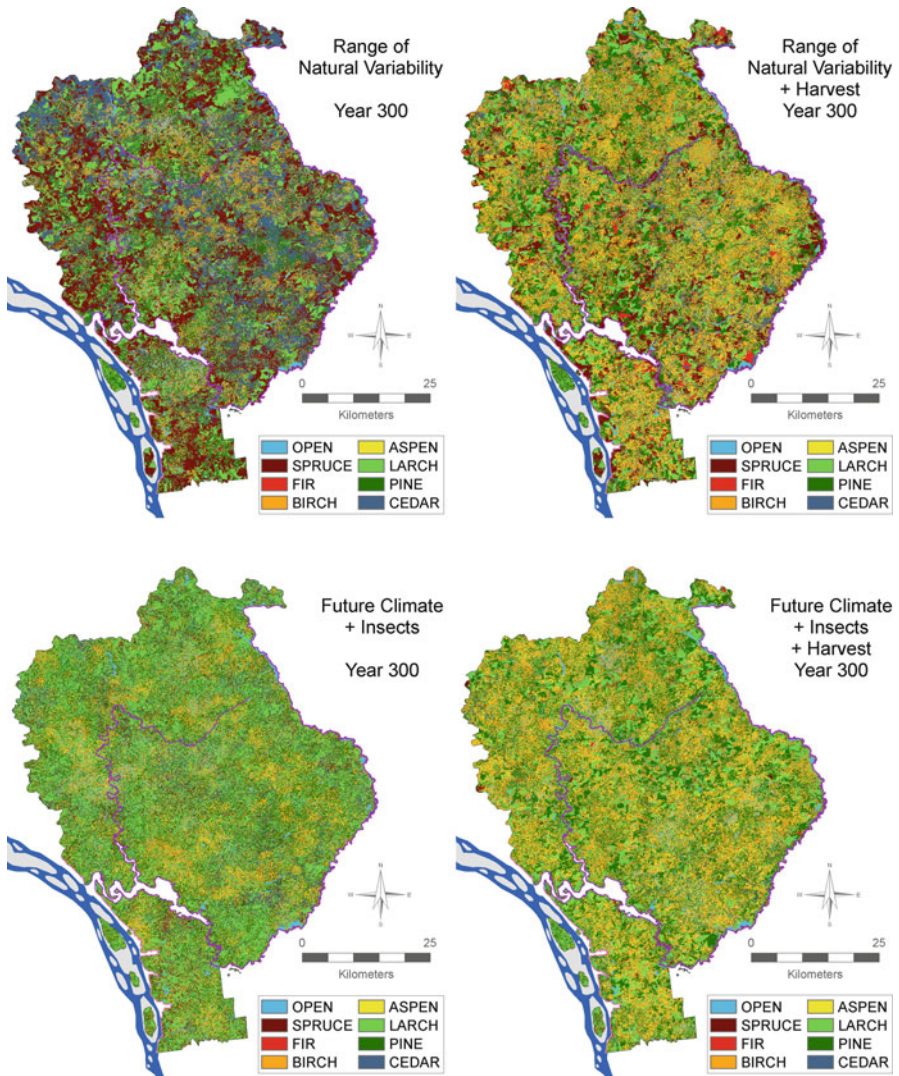 Range of
Natural Variability
Year 300
N
W E
S
0 25
Kilometers
OPEN ASPEN
SPRUCE LARCH
FIR PINE
BIRCH CEDAR
Range of
Natural Variability
+ Harvest
Year 300
N
W E
S
0 25
Kilometers
OPEN ASPEN
SPRUCE LARCH
FIR PINE
BIRCH CEDAR
Future Climate
+ Insects
Year 300
N
W E
S
0 25
Kilometers
OPEN ASPEN
SPRUCE LARCH
FIR PINE
BIRCH CEDAR
Future Climate
+ Insects
+ Harvest
Year 300
N
W E
S
0 25
Kilometers
OPEN ASPEN
SPRUCE LARCH
FIR PINE
BIRCH CEDAR